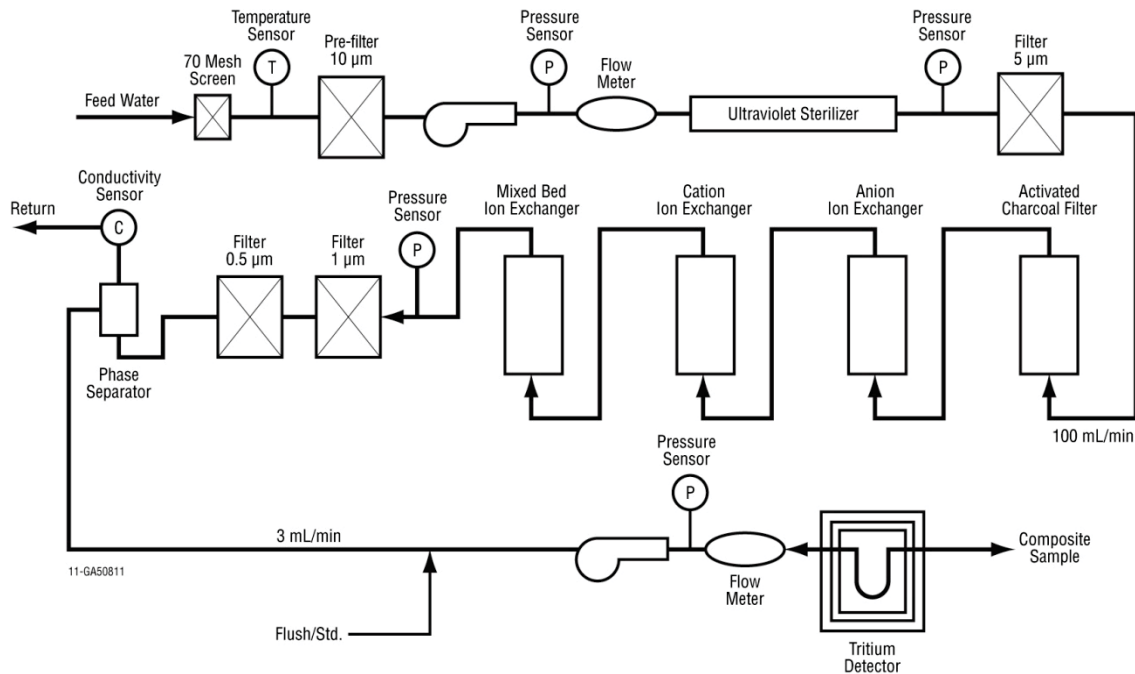 Temperature
Sensor
70 Mesh
Screen
T
Pre-filter
10 µm
Pressure
Sensor
P
Flow
Meter
Ultraviolet Sterilizer
Pressure
Sensor
P
Filter
5 µm
Feed Water
Conductivity
Sensor
Return
C
Filter
0.5 µm
Filter
1 µm
Pressure
Sensor
P
Mixed Bed
Ion Exchanger
Cation
Ion Exchanger
Anion
Ion Exchanger
Activated
Charcoal Filter
Phase
Separator
100 mL/min
3 mL/min
Pressure
Sensor
P
Flow
Meter
Composite
Sample
Tritium
Detector
11-GA50811
Flush/Std.